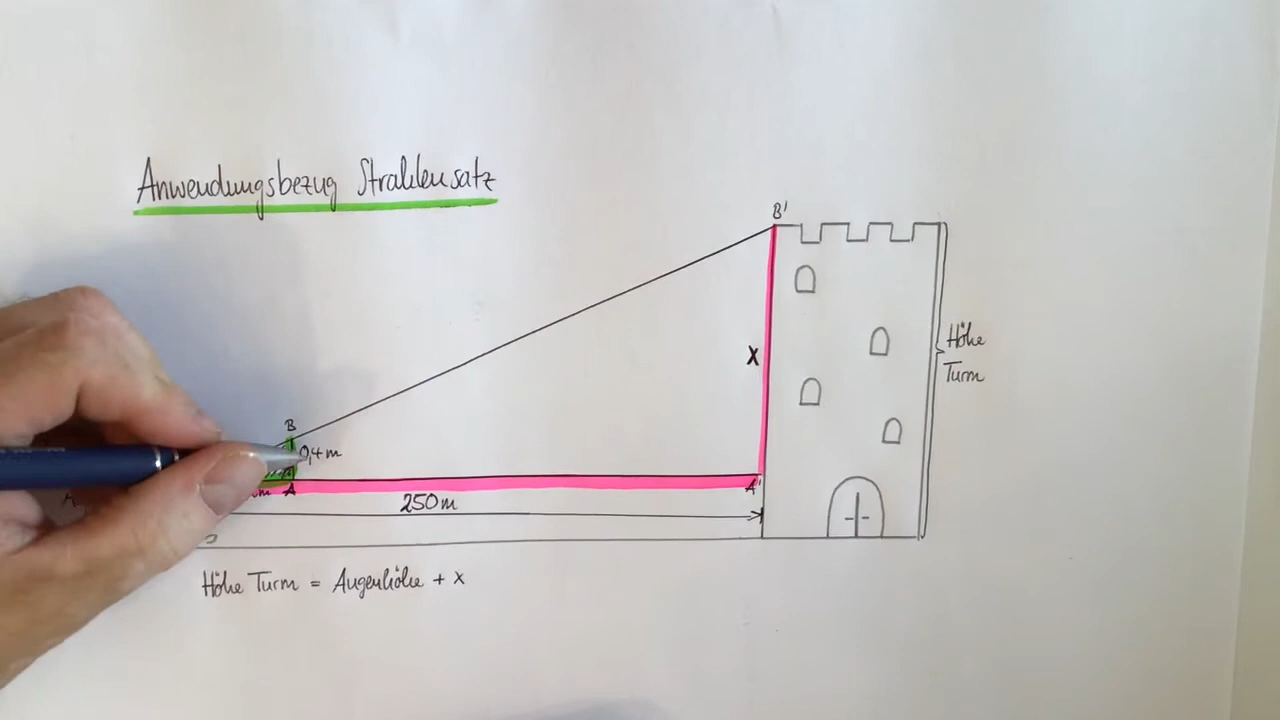 Anwendungsbezug Strahlensatz
B'
Höhe
Turm
X
B
0,4m
A
A'
250m
Höhe Turm = Augenhöhe + x